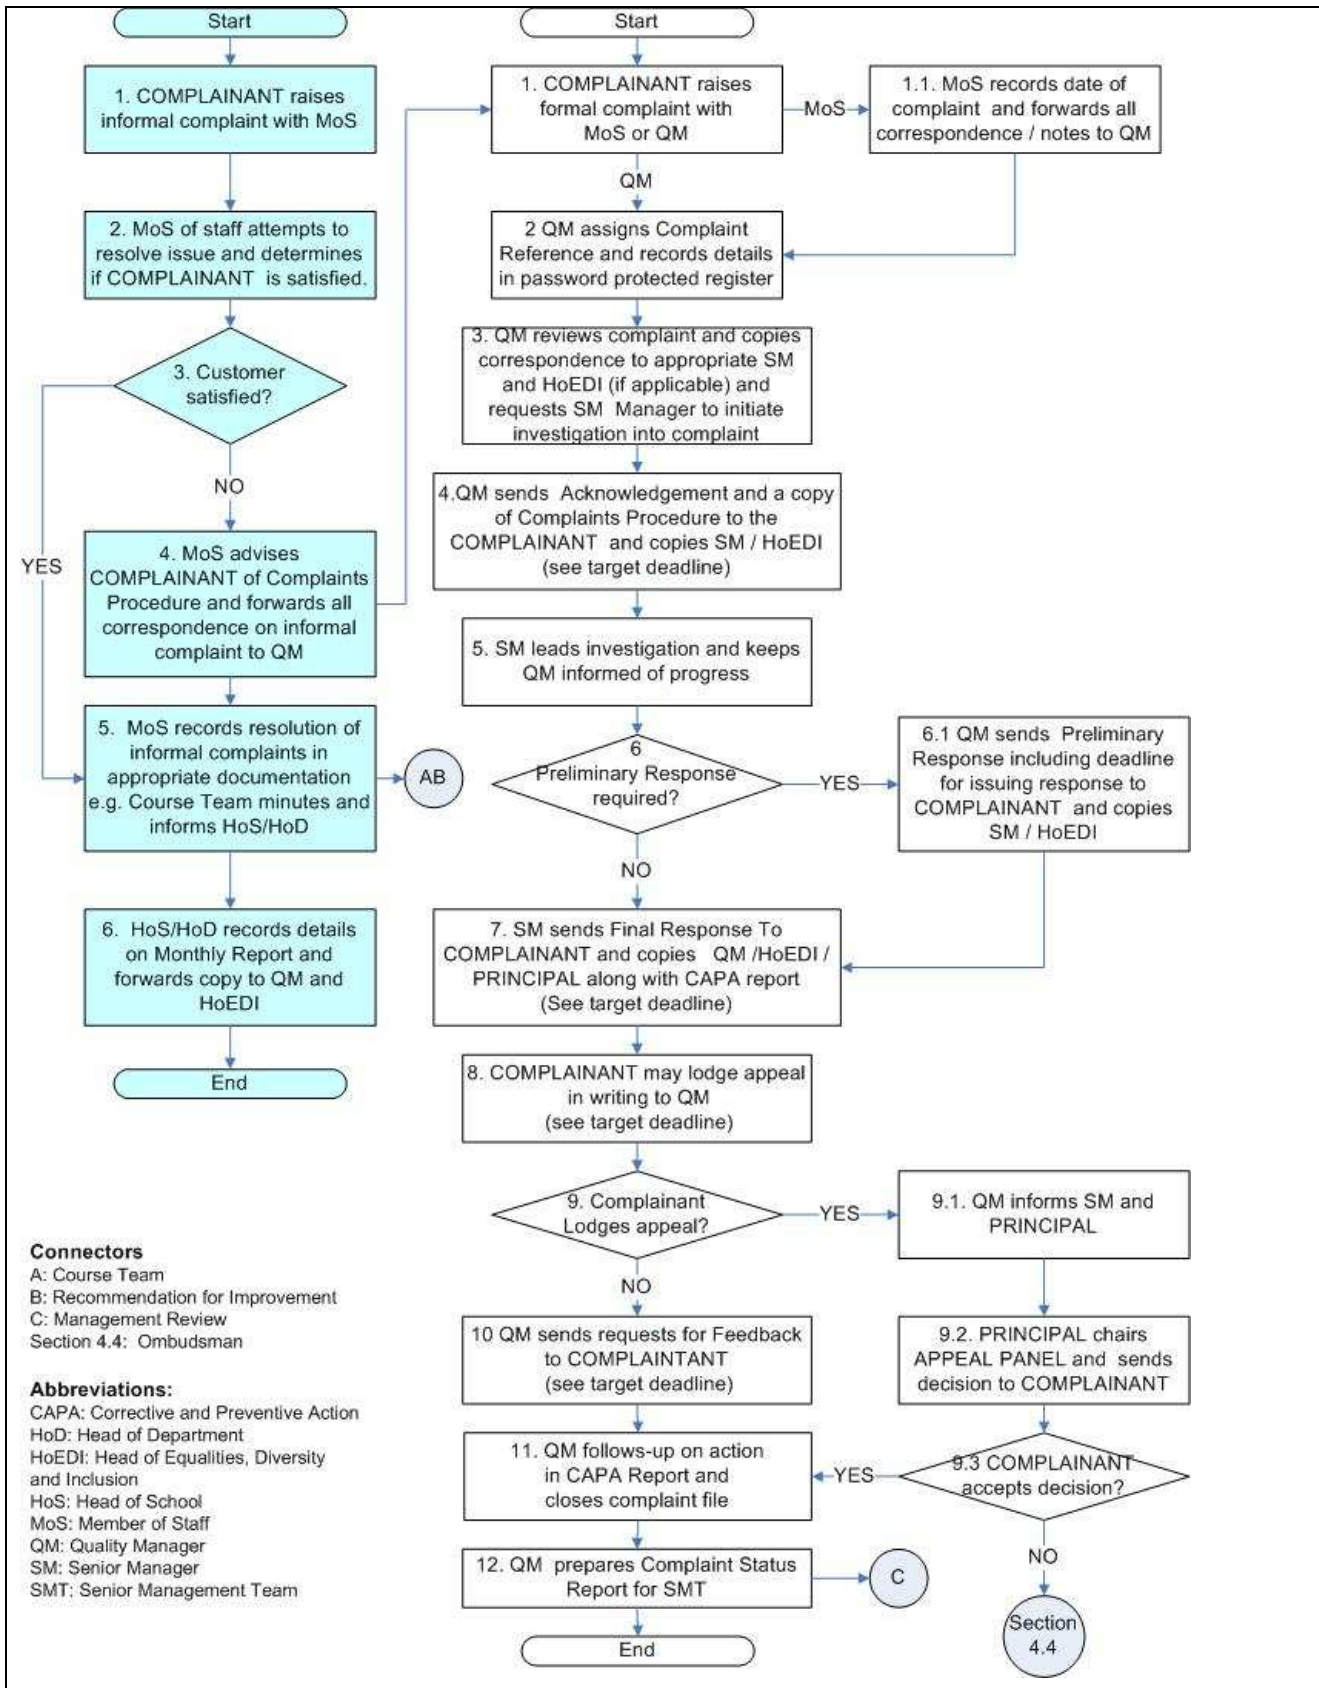 Start
1. COMPLAINANT raises
informal complaint with MoS
2. MoS of staff attempts to
resolve issue and determines
if COMPLAINANT is satisfied.
3. Customer
satisfied?
NO
YES
4. MoS advises
COMPLAINANT of Complaints
Procedure and forwards all
correspondence on informal
complaint to QM
5. MoS records resolution of
informal complaints in
appropriate documentation
e.g. Course Team minutes and
informs HoS/HoD
AB
6. HoS/HoD records details
on Monthly Report and
forwards copy to QM and
HoEDI
End
Start
1. COMPLAINANT raises
formal complaint with
MoS or QM
MoS
1.1. MoS records date of
complaint and forwards all
correspondence / notes to QM
QM
2 QM assigns Complaint
Reference and records details
in password protected register
3. QM reviews complaint and copies
correspondence to appropriate SM
and HoEDI (if applicable) and
requests SM Manager to initiate
investigation into complaint
4.QM sends Acknowledgement and a copy
of Complaints Procedure to the
COMPLAINANT and copies SM / HoEDI
(see target deadline)
5. SM leads investigation and keeps
QM informed of progress
6
Preliminary Response
required?
YES
6.1 QM sends Preliminary
Response including deadline
for issuing response to
COMPLAINANT and copies
SM / HoEDI
NO
7. SM sends Final Response To
COMPLAINANT and copies QM /HoEDI /
PRINCIPAL along with CAPA report
(See target deadline)
8. COMPLAINANT may lodge appeal
in writing to QM
(see target deadline)
9. Complainant
Lodges appeal?
YES
9.1. QM informs SM and
PRINCIPAL
NO
10 QM sends requests for Feedback
to COMPLAINTANT
(see target deadline)
9.2. PRINCIPAL chairs
APPEAL PANEL and sends
decision to COMPLAINANT
11. QM follows-up on action
in CAPA Report and
closes complaint file
YES
9.3 COMPLAINANT
accepts decision?
NO
12. QM prepares Complaint Status
Report for SMT
C
Section
4.4
End
Connectors
A: Course Team
B: Recommendation for Improvement
C: Management Review
Section 4.4: Ombudsman
Abbreviations:
CAPA: Corrective and Preventive Action
HoD: Head of Department
HoEDI: Head of Equalities, Diversity
and Inclusion
HoS: Head of School
MoS: Member of Staff
QM: Quality Manager
SM: Senior Manager
SMT: Senior Management Team